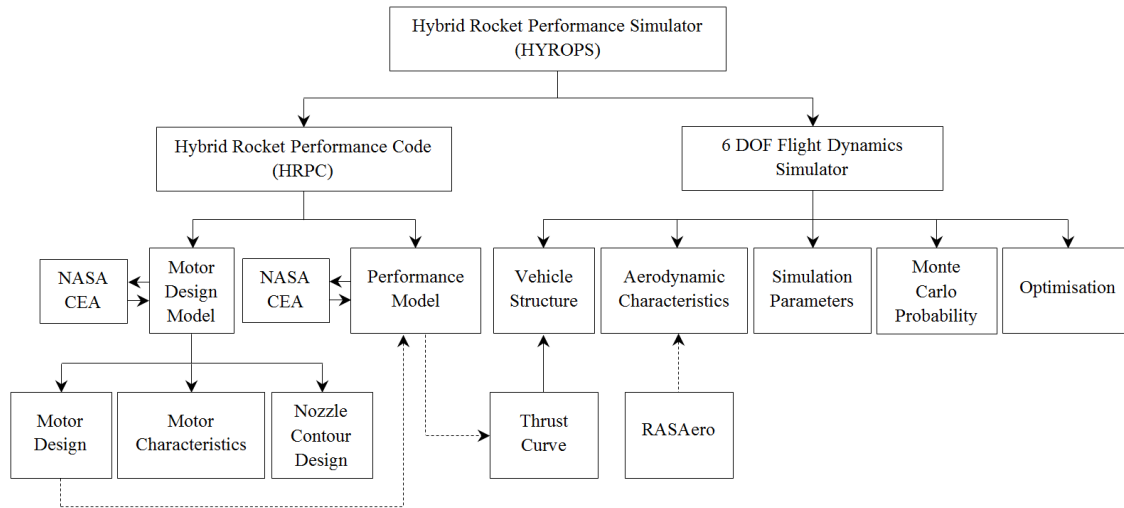 Hybrid Rocket Performance Simulator
(HYROPS)
Hybrid Rocket Performance Code
(HRPC)
6 DOF Flight Dynamics
Simulator
NASA
CEA
Motor
Design
Model
NASA
CEA
Performance
Model
Vehicle
Structure
Aerodynamic
Characteristics
Simulation
Parameters
Monte
Carlo
Probability
Optimisation
Motor
Design
Motor
Characteristics
Nozzle
Contour
Design
Thrust
Curve
RASAero